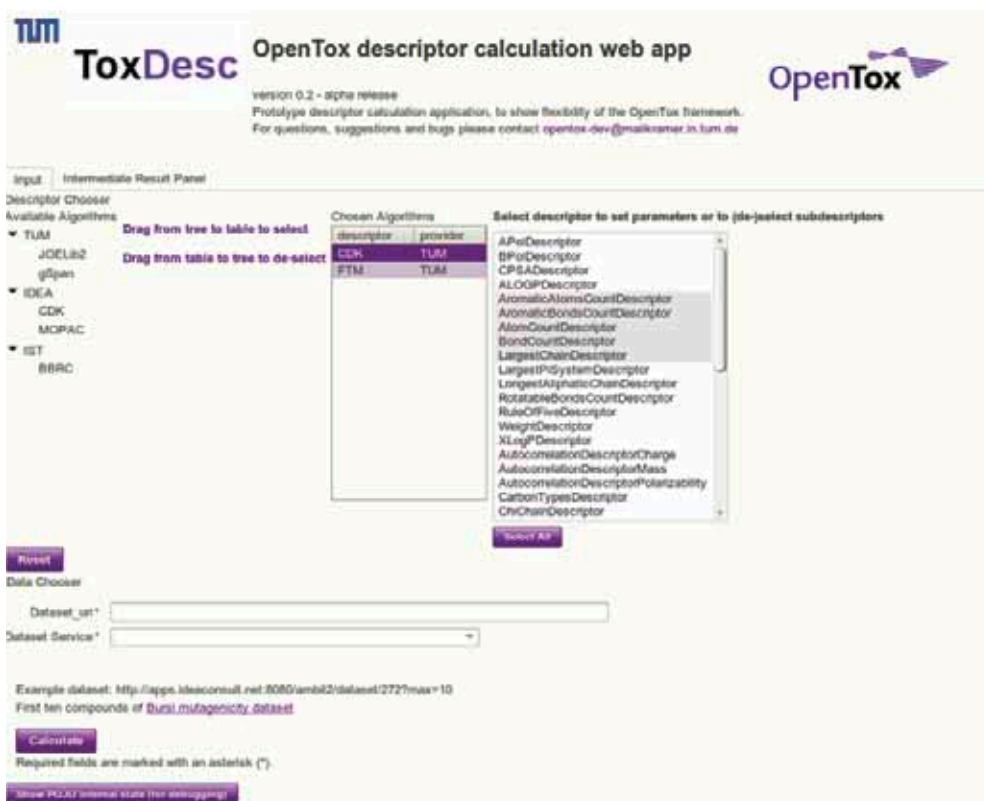 TUM
ToxDesc
OpenTox descriptor calculation web app
OpenTox
version 0.2 - alpha release
Prototype descriptor calculation application, to show flexibility of the OpenTox framework.
For questions, suggestions and bugs please contact opentox-dev@mailkramer.in.tum.de
Input
Intermediate Result Panel
Descriptor Chooser
Available Algorithms
TUM
JOELib2
gSpan
IDEA
CDK
MOPAC
IST
BBRC
Drag from tree to table to select
Drag from table to tree to de-select
Chosen Algorithms
descriptor provider
CDK TUM
FTM TUM
Select descriptor to set parameters or to (de-)select subdescriptors
APolDescriptor
BPolDescriptor
CPSADescriptor
ALOGPDescriptor
AromaticAtomsCountDescriptor
AromaticBondsCountDescriptor
AtomCountDescriptor
BondCountDescriptor
LargestChainDescriptor
LargestPiSystemDescriptor
LongestAliphaticChainDescriptor
RotatableBondsCountDescriptor
RuleOfFiveDescriptor
WeightDescriptor
XLogPDescriptor
AutocorrelationDescriptorCharge
AutocorrelationDescriptorMass
AutocorrelationDescriptorPolarizability
CarbonTypesDescriptor
ChiChainDescriptor
Select All
Reset
Data Chooser
Dataset_uri*
Dataset Service*
Example dataset: http://apps.ideaconsult.net:8080/ambit2/dataset/272?max=10
First ten compounds of Bursi mutagenicity dataset
Calculate
Required fields are marked with an asterisk (*)
Show POJO internal state (for debugging)